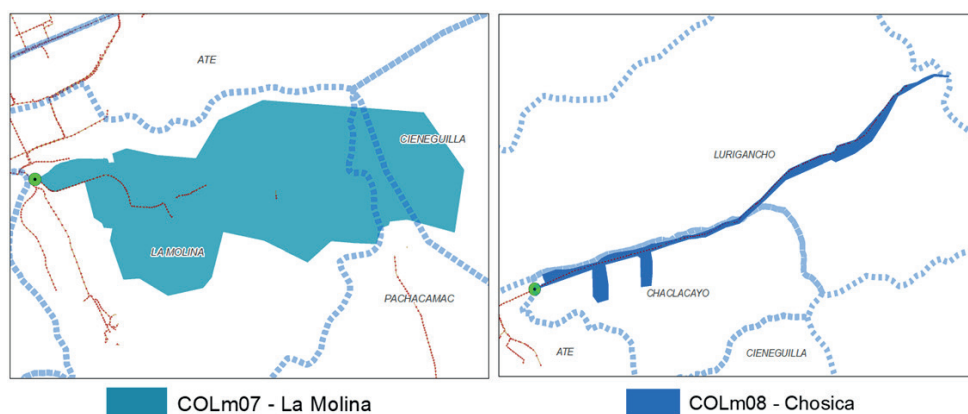 ATE
CIENEGUILLA
LA MOLINA
PACHACAMAC
COLm07 - La Molina
LURIGANCHO
CHACLACAYO
ATE
CIENEGUILLA
COLm08 - Chosica